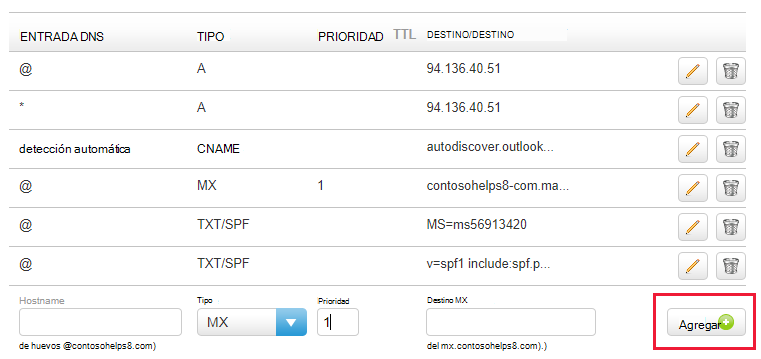 ENTRADA DNS TIPO PRIORIDAD TTL DESTINO/DESTINO
@ A 94.136.40.51
* A 94.136.40.51
detección automática CNAME autodiscover.outlook...
@ MX 1 contosohelps8-com.ma...
@ TXT/SPF MS=ms56913420
@ TXT/SPF v=spf1 include:spf.p...
Hostname Tipo Prioridad Destino MX
MX 1 Agregar
de huevos @contosohelps8.com) del mx.contosohelps8.com).)